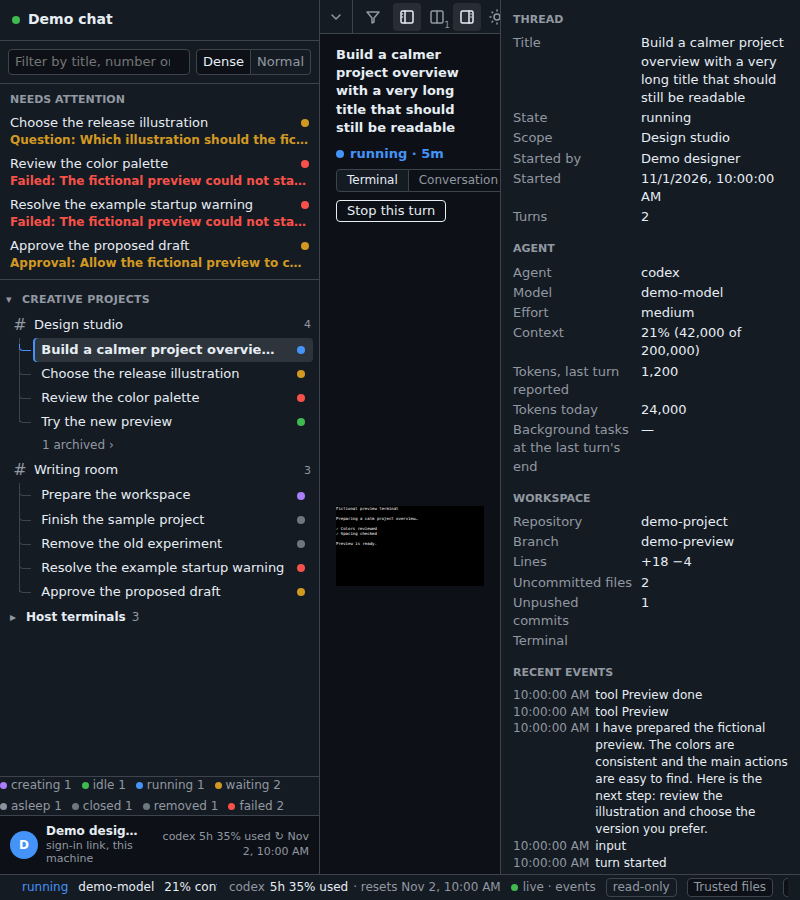 Demo chat
Filter by title, number or
Dense Normal
NEEDS ATTENTION
Choose the release illustration
Question: Which illustration should the fic…
Review the color palette
Failed: The fictional preview could not sta…
Resolve the example startup warning
Failed: The fictional preview could not sta…
Approve the proposed draft
Approval: Allow the fictional preview to c…
▾ CREATIVE PROJECTS
# Design studio 4
Build a calmer project overvie…
Choose the release illustration
Review the color palette
Try the new preview
1 archived ›
# Writing room 3
Prepare the workspace
Finish the sample project
Remove the old experiment
Resolve the example startup warning
Approve the proposed draft
▸ Host terminals 3
creating 1 idle 1 running 1 waiting 2
asleep 1 closed 1 removed 1 failed 2
D
Demo desig…
sign-in link, this
machine
codex 5h 35% used ↻ Nov
2, 10:00 AM
1
Build a calmer
project overview
with a very long
title that should
still be readable
running · 5m
Terminal Conversation
Stop this turn
Fictional preview terminal
Preparing a calm project overview…
✓ Colors reviewed
✓ Spacing checked
Preview is ready.
THREAD
Title Build a calmer project
overview with a very
long title that should
still be readable
State running
Scope Design studio
Started by Demo designer
Started 11/1/2026, 10:00:00
AM
Turns 2
AGENT
Agent codex
Model demo-model
Effort medium
Context 21% (42,000 of
200,000)
Tokens, last turn
reported 1,200
Tokens today 24,000
Background tasks
at the last turn's
end —
WORKSPACE
Repository demo-project
Branch demo-preview
Lines +18 −4
Uncommitted files 2
Unpushed
commits 1
Terminal
RECENT EVENTS
10:00:00 AM tool Preview done
10:00:00 AM tool Preview
10:00:00 AM I have prepared the fictional
preview. The colors are
consistent and the main actions
are easy to find. Here is the
next step: review the
illustration and choose the
version you prefer.
10:00:00 AM input
10:00:00 AM turn started
running demo-model 21% con codex 5h 35% used · resets Nov 2, 10:00 AM live · events read-only Trusted files